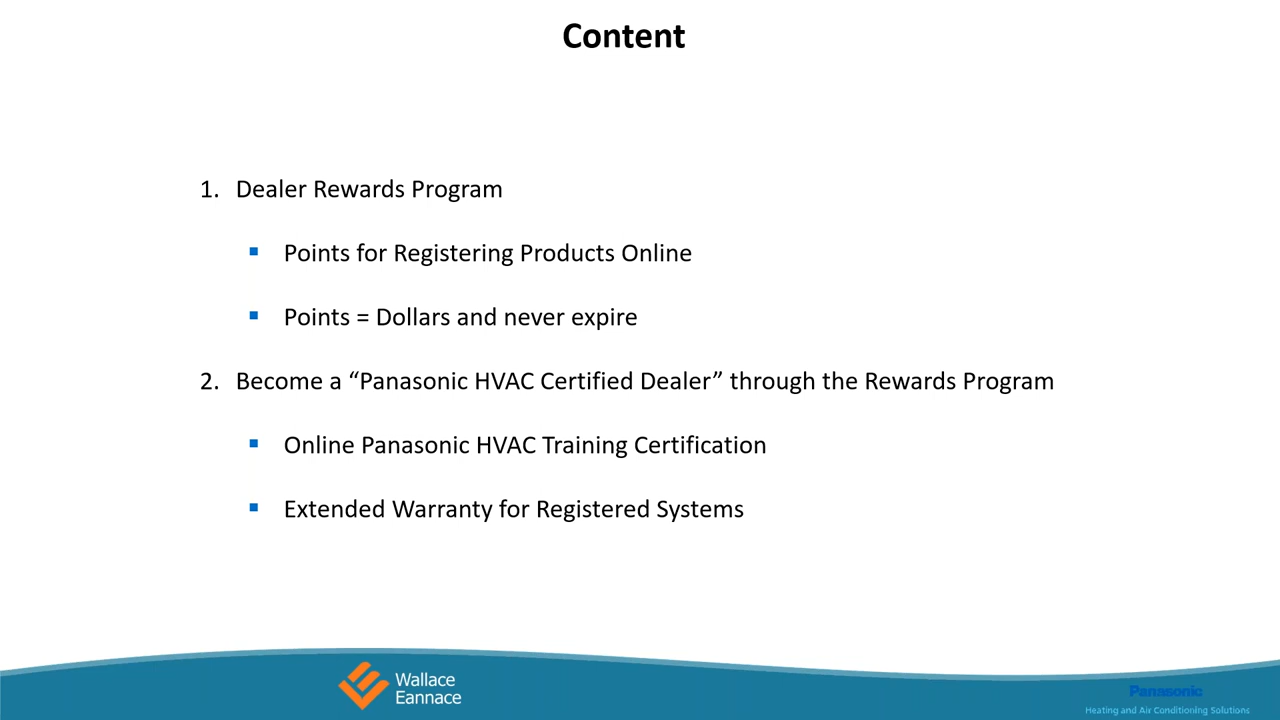 Content
1. Dealer Rewards Program
▪ Points for Registering Products Online
▪ Points = Dollars and never expire
2. Become a “Panasonic HVAC Certified Dealer” through the Rewards Program
▪ Online Panasonic HVAC Training Certification
▪ Extended Warranty for Registered Systems
Wallace
Eannace
Panasonic
Heating and Air Conditioning Solutions